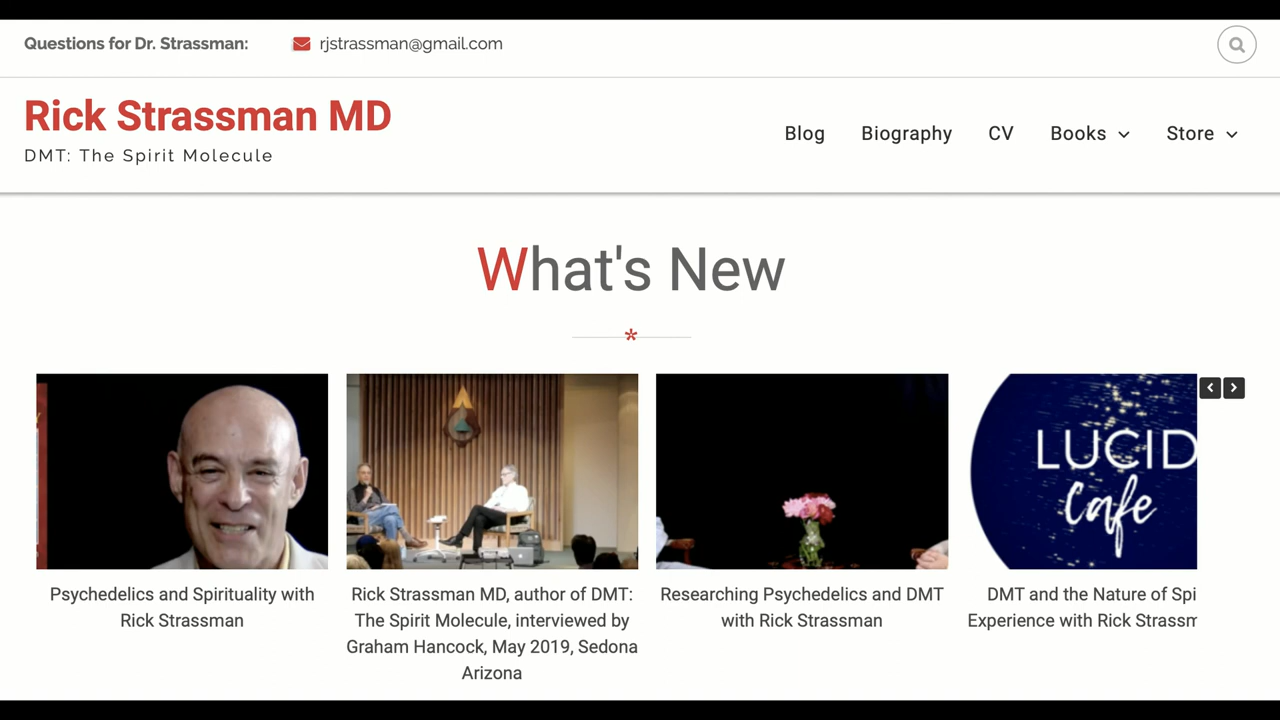 Questions for Dr. Strassman:
rjstrassman@gmail.com
Rick Strassman MD
DMT: The Spirit Molecule
Blog
Biography
CV
Books
Store
What's New
*
LUCID
Cafe
Psychedelics and Spirituality with
Rick Strassman
Rick Strassman MD, author of DMT:
The Spirit Molecule, interviewed by
Graham Hancock, May 2019, Sedona
Arizona
Researching Psychedelics and DMT
with Rick Strassman
DMT and the Nature of Spi
Experience with Rick Strassm